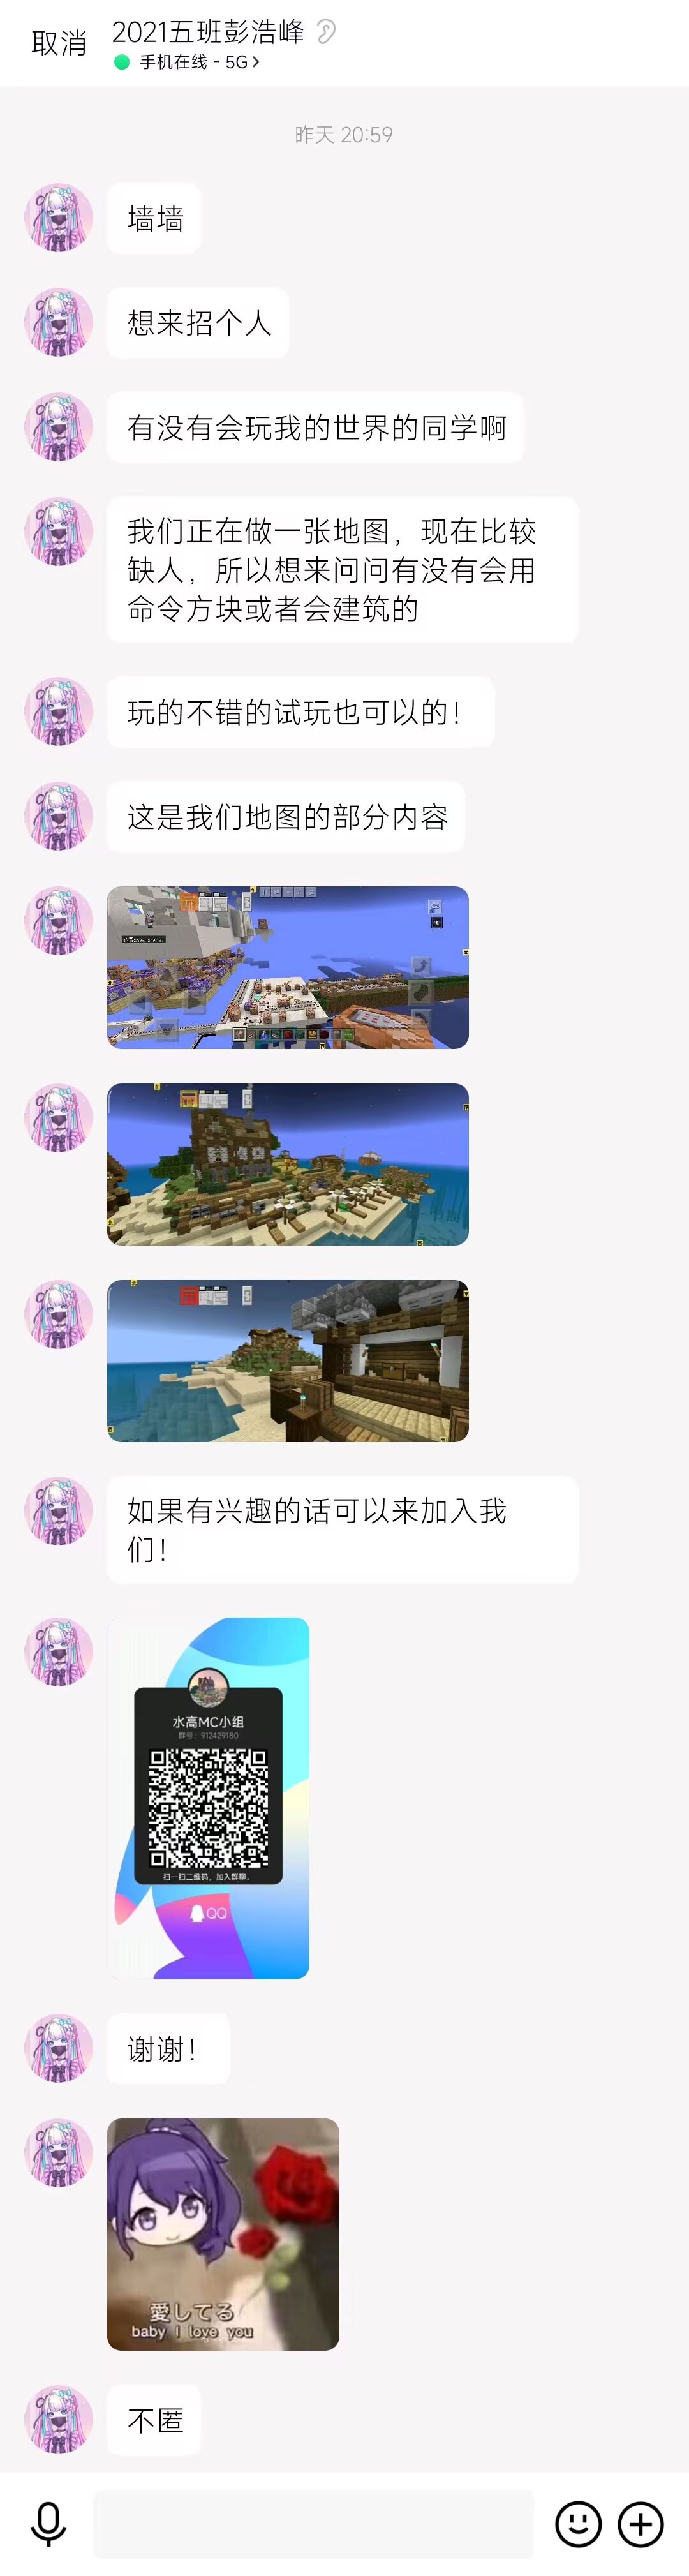 取消
2021五班彭浩峰
手机在线 - 5G
昨天 20:59
墙墙
想来招个人
有没有会玩我的世界的同学啊
我们正在做一张地图，现在比较
缺人，所以想来问问有没有会用
命令方块或者会建筑的
玩的不错的试玩也可以的！
这是我们地图的部分内容
如果有兴趣的话可以来加入我
们！
水高MC小组
群号：912429180
扫一扫二维码，加入群聊。
QQ
谢谢！
愛してる
baby I love you
不匿